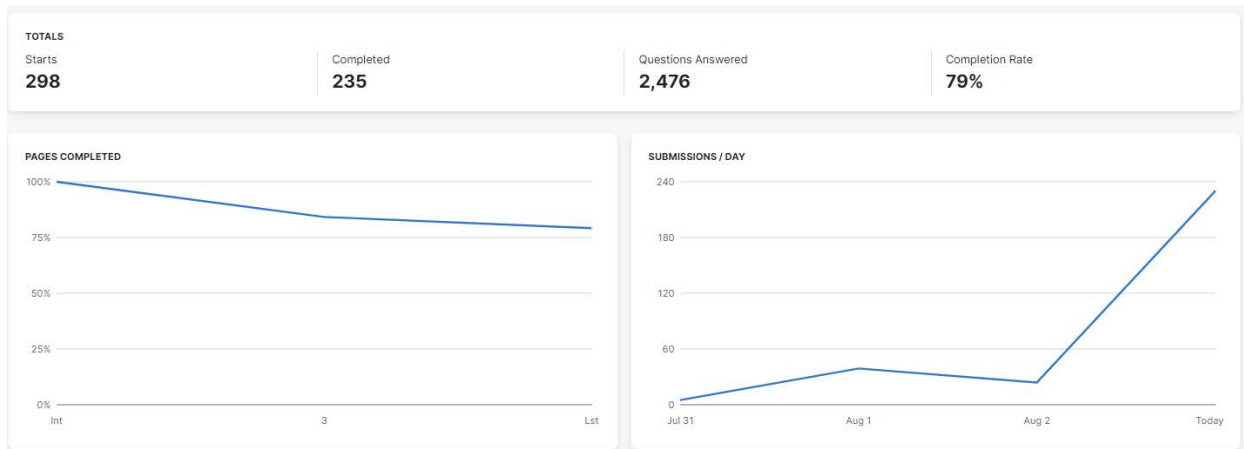 TOTALS
Starts
298
Completed
235
Questions Answered
2,476
Completion Rate
79%
PAGES COMPLETED
100%
75%
50%
25%
0%
Int
3
Lst
SUBMISSIONS / DAY
240
180
120
60
0
Jul 31
Aug 1
Aug 2
Today